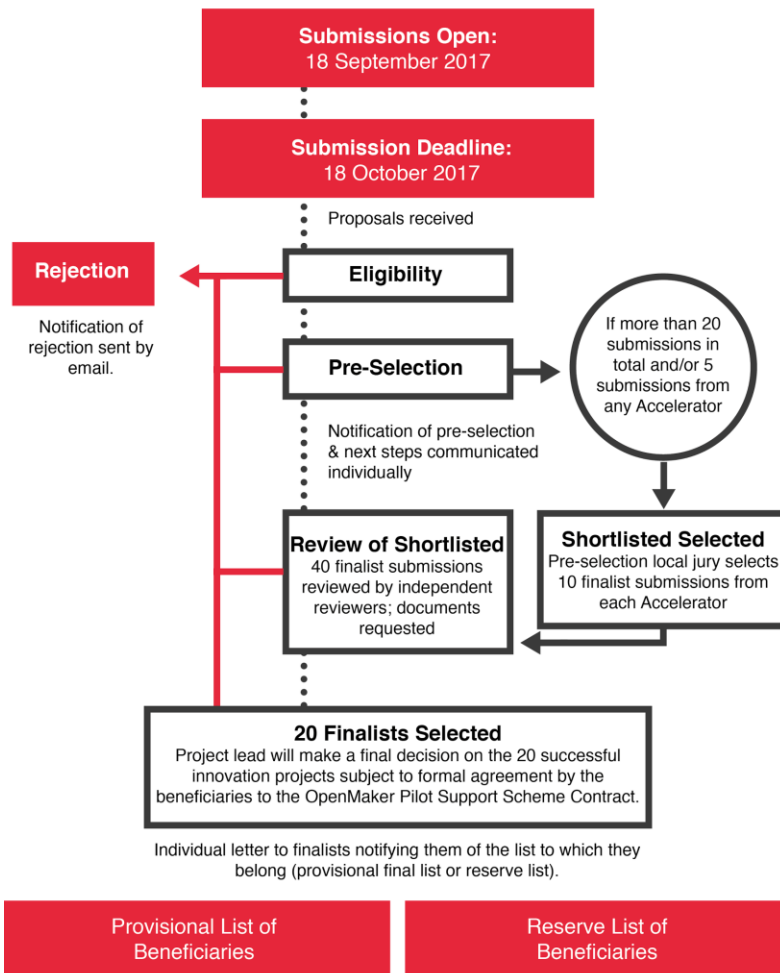 Submissions Open:
18 September 2017
Submission Deadline:
18 October 2017
Proposals received
Rejection
Notification of
rejection sent by
email.
Eligibility
Pre-Selection
If more than 20
submissions in
total and/or 5
submissions from
any Accelerator
Notification of pre-selection
& next steps communicated
individually
Review of Shortlisted
40 finalist submissions
reviewed by independent
reviewers; documents
requested
Shortlisted Selected
Pre-selection local jury selects
10 finalist submissions from
each Accelerator
20 Finalists Selected
Project lead will make a final decision on the 20 successful
innovation projects subject to formal agreement by the
beneficiaries to the OpenMaker Pilot Support Scheme Contract.
Individual letter to finalists notifying them of the list to which they
belong (provisional final list or reserve list).
Provisional List of
Beneficiaries
Reserve List of
Beneficiaries